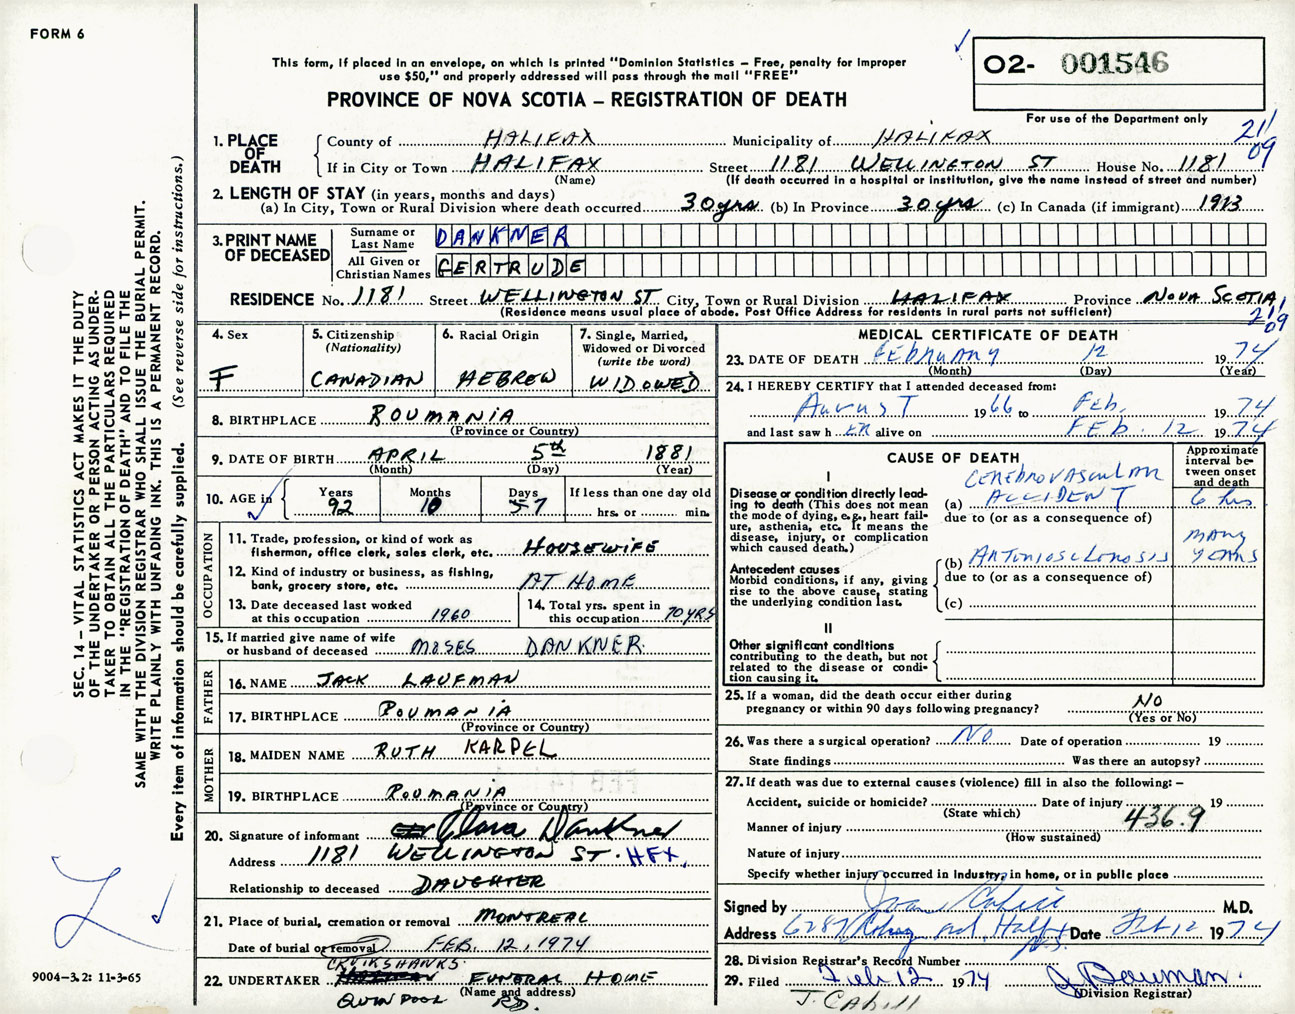 FORM 6
This form, if placed in an envelope, on which is printed "Dominion Statistics – Free, penalty for improper
use $50," and properly addressed will pass through the mail "FREE"
PROVINCE OF NOVA SCOTIA – REGISTRATION OF DEATH
02- 001546
For use of the Department only
21/09
1. PLACE OF DEATH
County of HALIFAX Municipality of HALIFAX
If in City or Town HALIFAX Street 1181 WELLINGTON ST House No. 1181
(Name) (If death occurred in a hospital or institution, give the name instead of street and number)
2. LENGTH OF STAY (in years, months and days)
(a) In City, Town or Rural Division where death occurred 30 yrs (b) In Province 30 yrs (c) In Canada (if immigrant) 1913
3. PRINT NAME OF DECEASED
Surname or Last Name DANKNER
All Given or Christian Names GERTRUDE
RESIDENCE No. 1181 Street WELLINGTON ST City, Town or Rural Division HALIFAX Province NOVA SCOTIA
(Residence means usual place of abode. Post Office Address for residents in rural parts not sufficient)
21/09
4. Sex
F
5. Citizenship (Nationality)
CANADIAN
6. Racial Origin
HEBREW
7. Single, Married, Widowed or Divorced (write the word)
WIDOWED
8. BIRTHPLACE ROUMANIA
(Province or Country)
9. DATE OF BIRTH APRIL 5th 1881
(Month) (Day) (Year)
10. AGE in Years 92 Months 10 Days 7 If less than one day old
hrs. or min.
OCCUPATION
11. Trade, profession, or kind of work as
fisherman, office clerk, sales clerk, etc. HOUSEWIFE
12. Kind of industry or business, as fishing,
bank, grocery store, etc. AT HOME
13. Date deceased last worked
at this occupation 1960
14. Total yrs. spent in
this occupation 70 YRS
15. If married give name of wife
or husband of deceased MOSES DANKNER
FATHER
16. NAME JACK LAUFMAN
17. BIRTHPLACE ROUMANIA
(Province or Country)
MOTHER
18. MAIDEN NAME RUTH KARPEL
19. BIRTHPLACE ROUMANIA
(Province or Country)
20. Signature of informant Clara Dankner
Address 1181 WELLINGTON ST. HFX.
Relationship to deceased DAUGHTER
21. Place of burial, cremation or removal MONTREAL
Date of burial or removal FEB. 12, 1974
CRUIKSHANKS
22. UNDERTAKER FUNERAL HOME
(Name and address)
QUINPOOL RD.
MEDICAL CERTIFICATE OF DEATH
23. DATE OF DEATH FEBRUARY 12 1974
(Month) (Day) (Year)
24. I HEREBY CERTIFY that I attended deceased from:
AUGUST 1966 to Feb. 1974
and last saw h ER alive on FEB. 12 1974
CAUSE OF DEATH
Approximate interval between onset and death
I
Disease or condition directly lead-
ing to death (This does not mean
the mode of dying, e.g., heart fail-
ure, asthenia, etc. It means the
disease, injury, or complication
which caused death.)
(a) CEREBROVASCULAR ACCIDENT 6 hrs.
due to (or as a consequence of)
Antecedent causes
Morbid conditions, if any, giving
rise to the above cause, stating
the underlying condition last.
(b) ARTERIOSCLEROSIS MANY YEARS
due to (or as a consequence of)
(c)
II
Other significant conditions
contributing to the death, but not
related to the disease or condi-
tion causing it.
25. If a woman, did the death occur either during
pregnancy or within 90 days following pregnancy? NO
(Yes or No)
26. Was there a surgical operation? NO Date of operation 19
State findings Was there an autopsy?
27. If death was due to external causes (violence) fill in also the following: –
Accident, suicide or homicide? Date of injury 19
(State which)
436.9
Manner of injury
(How sustained)
Nature of injury
Specify whether injury occurred in Industry, in home, or in public place
Signed by Cahill M.D.
Address 6287 Coburg Rd. Halifax N.S. Date Feb 12 1974
28. Division Registrar's Record Number
29. Filed Feb 12 1974 Bowman
(Division Registrar)
J. Cahill
SEC. 14 – VITAL STATISTICS ACT MAKES IT THE DUTY
OF THE UNDERTAKER OR PERSON ACTING AS UNDER-
TAKER TO OBTAIN ALL THE PARTICULARS REQUIRED
IN THE "REGISTRATION OF DEATH" AND TO FILE THE
SAME WITH THE DIVISION REGISTRAR WHO SHALL ISSUE THE BURIAL PERMIT.
WRITE PLAINLY WITH UNFADING INK. THIS IS A PERMANENT RECORD.
Every item of information should be carefully supplied. (See reverse side for instructions.)
9004-3.2: 11-3-65